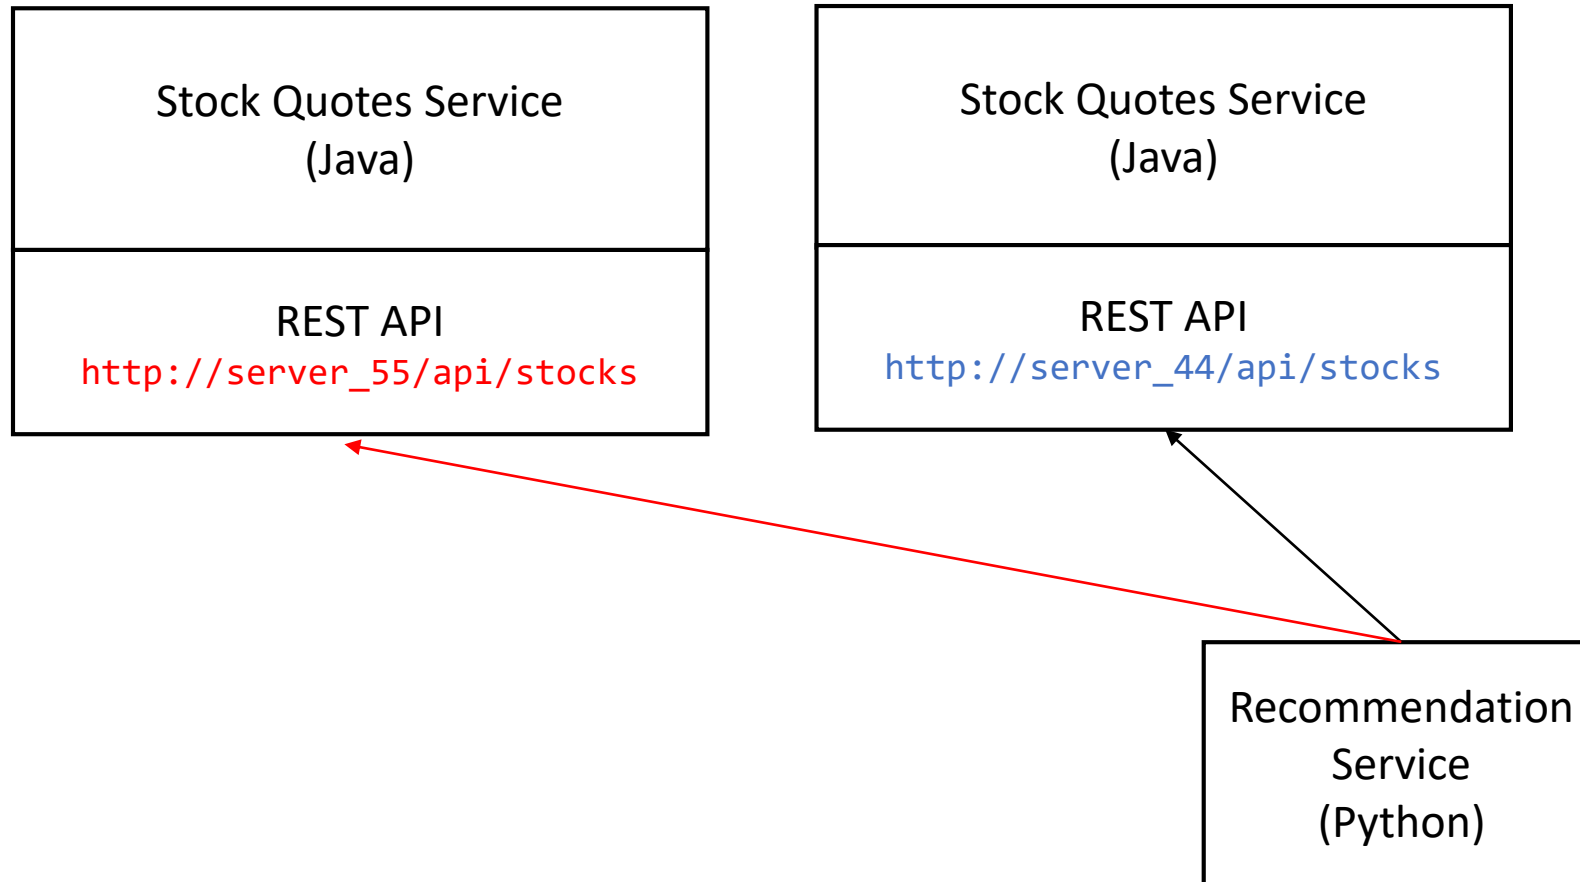 Stock Quotes Service
(Java)
REST API
http://server_55/api/stocks
Stock Quotes Service
(Java)
REST API
http://server_44/api/stocks
Recommendation
Service
(Python)